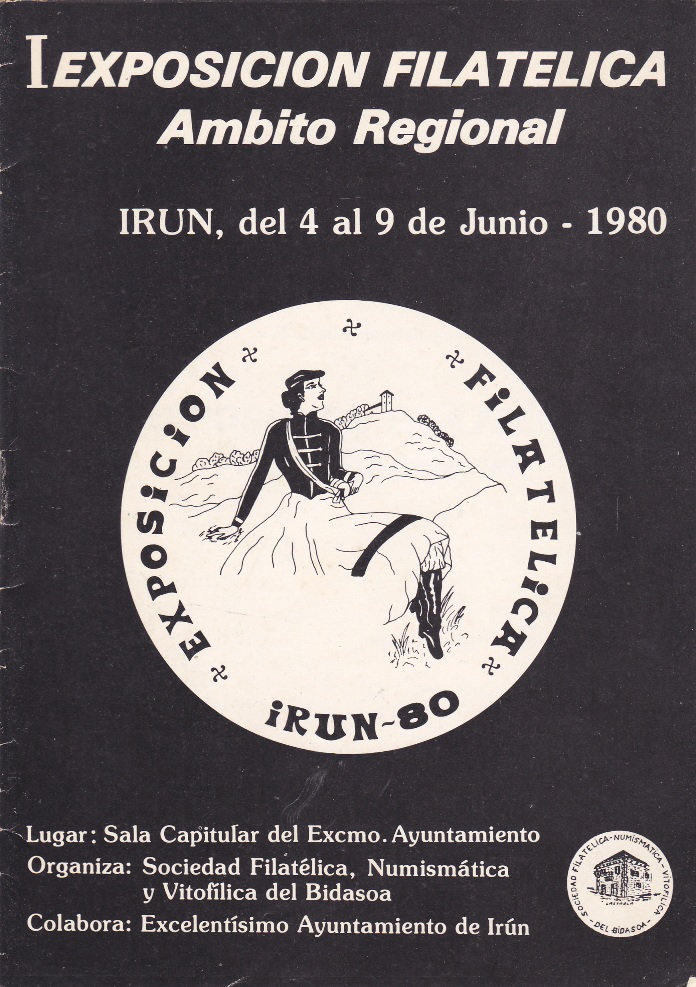 I EXPOSICION FILATELICA
Ambito Regional
IRUN, del 4 al 9 de Junio - 1980
EXPOSiCiON FiLATELiCA
iRUN~80
Lugar: Sala Capitular del Excmo. Ayuntamiento
Organiza: Sociedad Filatélica, Numismática
y Vitofílica del Bidasoa
Colabora: Excelentísimo Ayuntamiento de Irún
SOCIEDAD FILATELICA-NUMÍSMATICA-VITOFILICA
-DEL BIDASOA-